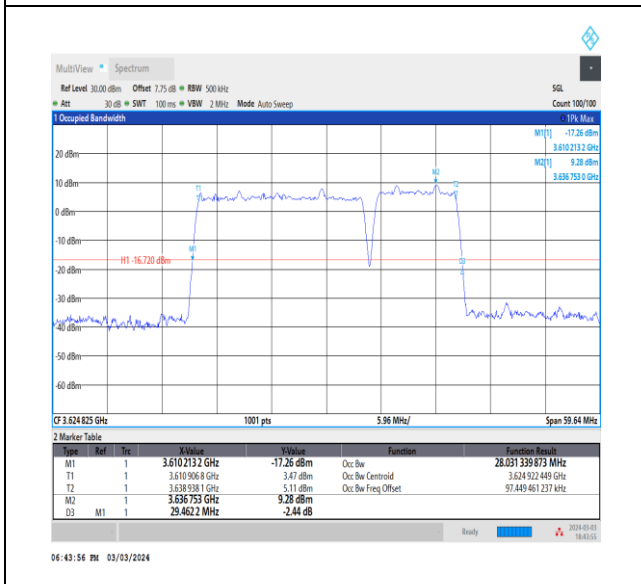 MultiView Spectrum
Ref Level 30.00 dBm Offset 7.75 dB RBW 500 kHz SGL
Att 30 dB SWT 100 ms VBW 2 MHz Mode Auto Sweep Count 100/100
1 Occupied Bandwidth 1Pk Max
M1[1] -17.26 dBm
3.610 213 2 GHz
M2[1] 9.28 dBm
3.636 753 0 GHz
20 dBm
10 dBm
T1 M2 T2
0 dBm
-10 dBm
M1
H1 -16.720 dBm
-20 dBm
-30 dBm
-40 dBm
-50 dBm
-60 dBm
CF 3.624 825 GHz 1001 pts 5.96 MHz/ Span 59.64 MHz
2 Marker Table
Type Ref Trc X-Value Y-Value Function Function Result
M1 1 3.610 213 2 GHz -17.26 dBm Occ Bw 28.031 339 873 MHz
T1 1 3.610 906 8 GHz 3.47 dBm Occ Bw Centroid 3.624 922 449 GHz
T2 1 3.638 938 1 GHz 5.11 dBm Occ Bw Freq Offset 97.449 461 237 kHz
M2 1 3.636 753 GHz 9.28 dBm
D3 M1 1 29.462 2 MHz -2.44 dB
Ready 2024-03-03
18:43:55
06:43:56 PM 03/03/2024